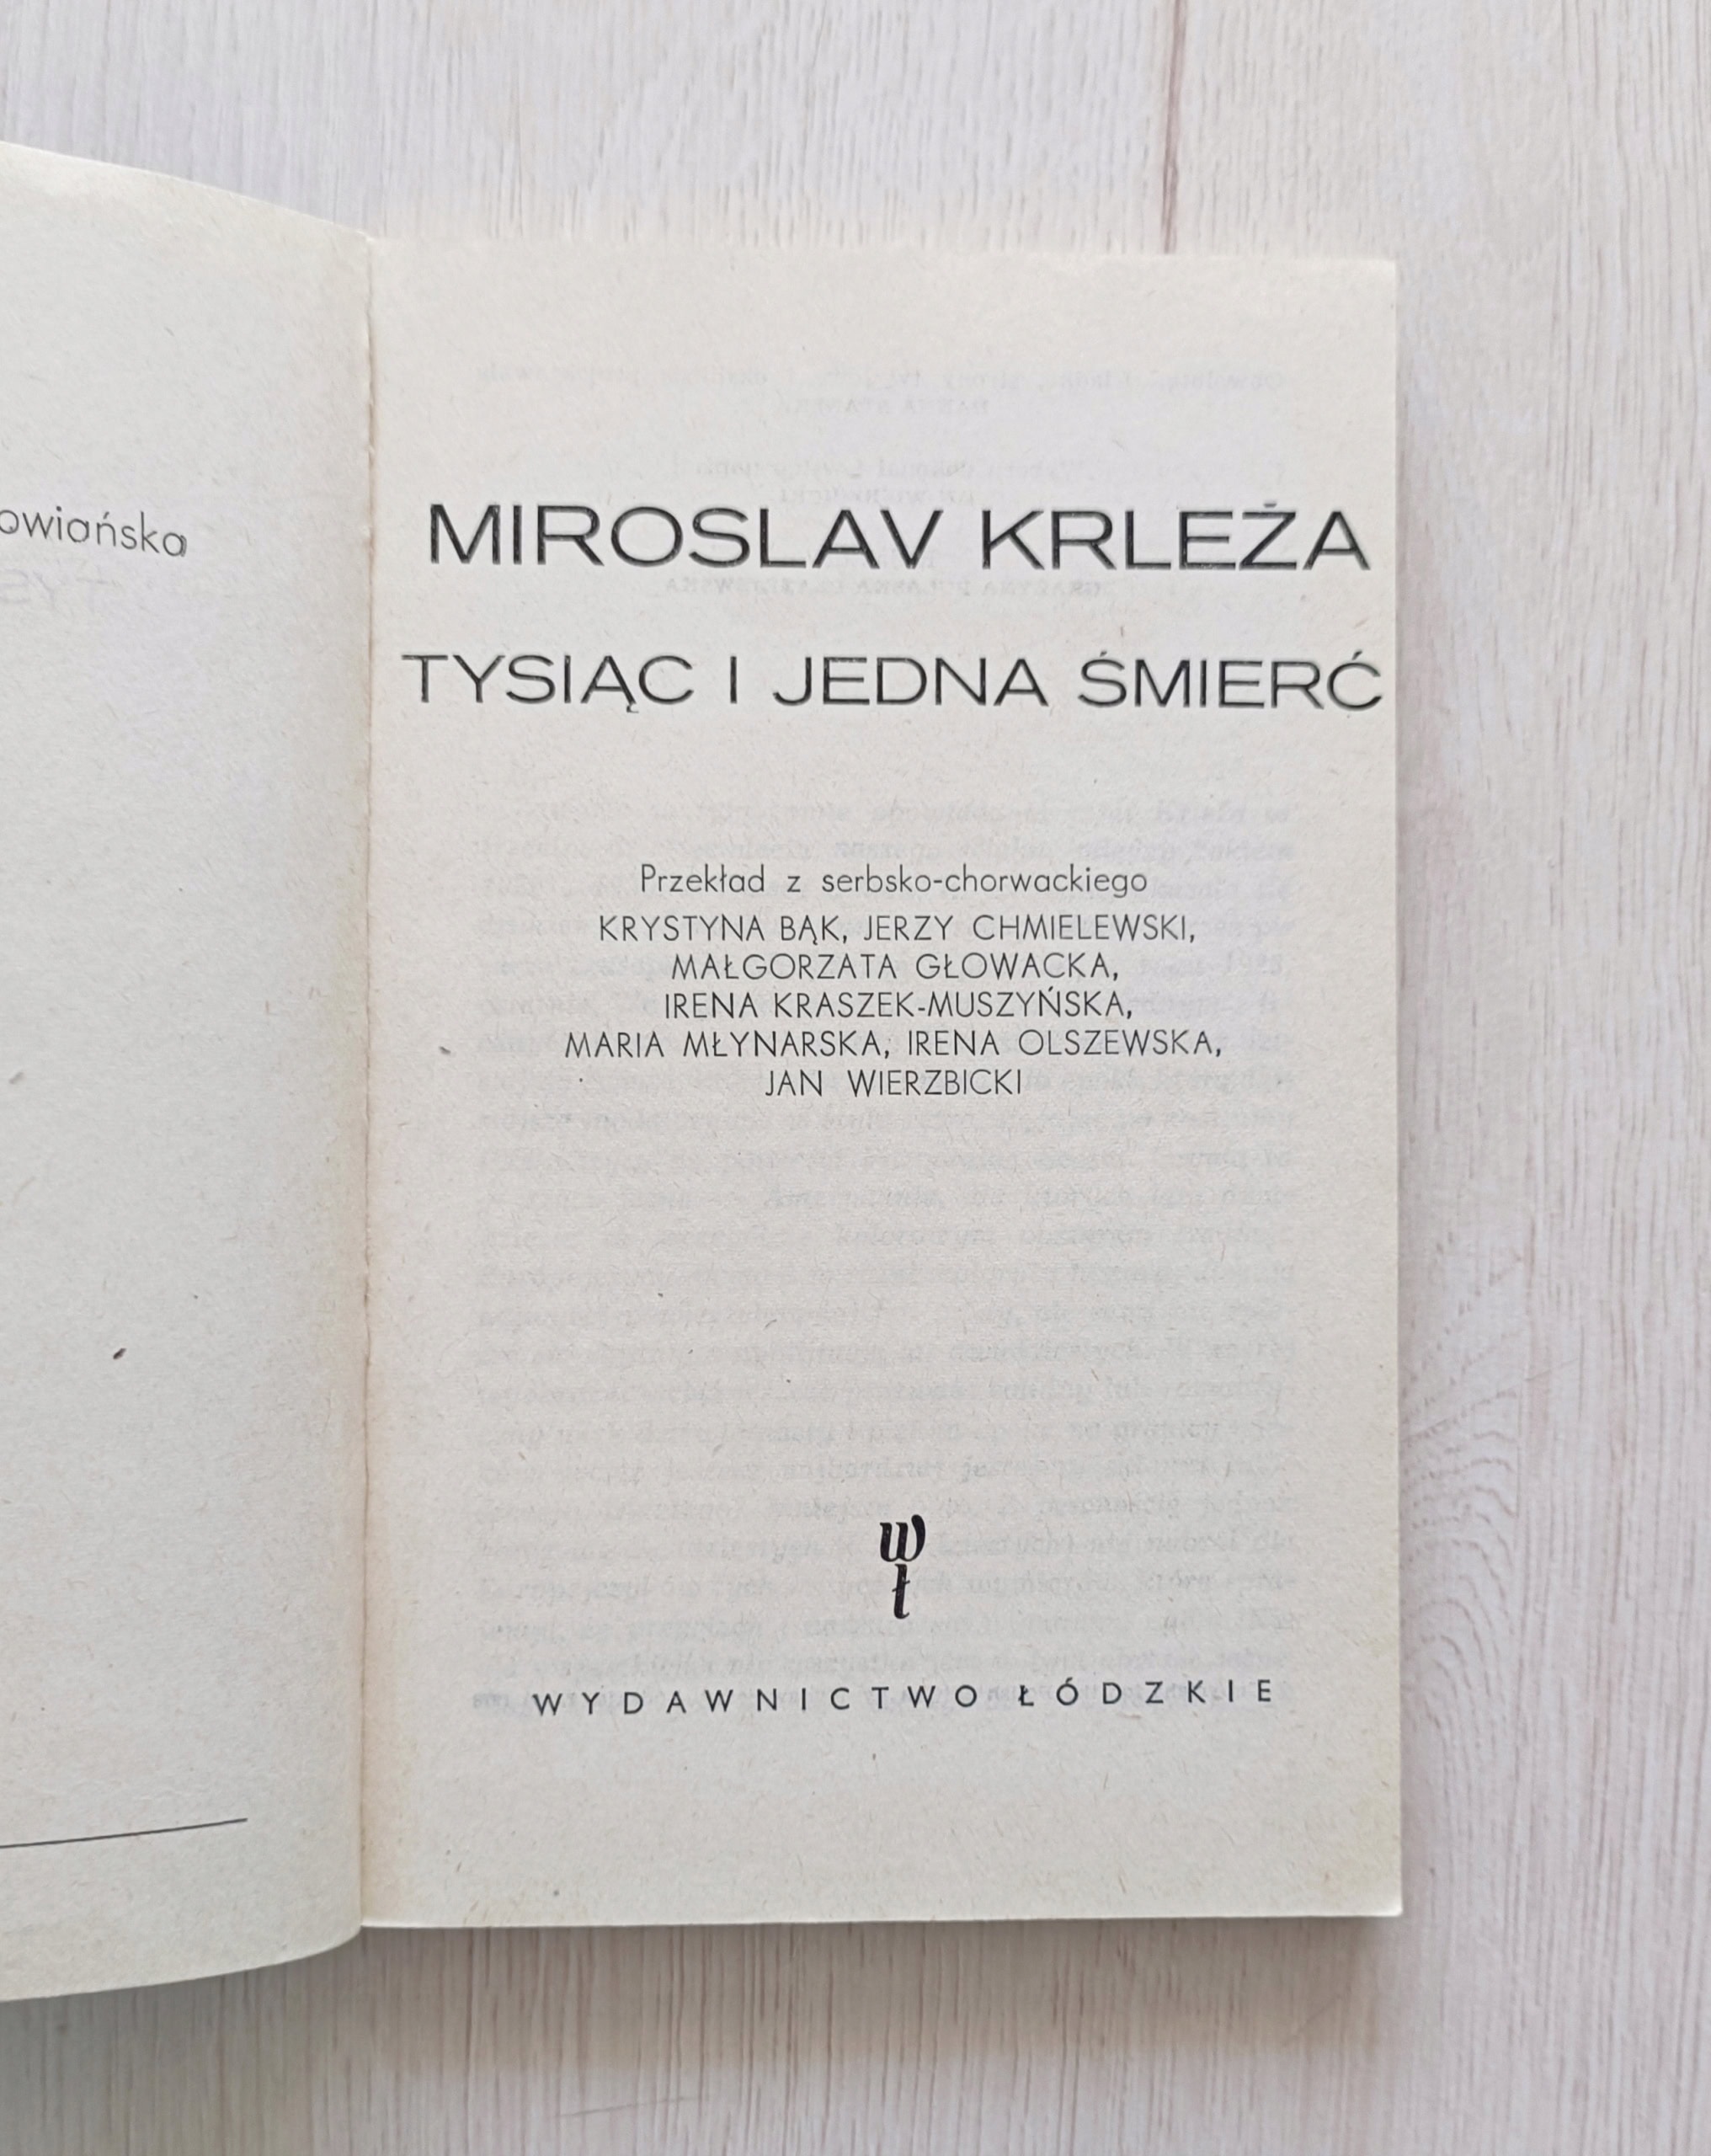 owiańska
MIROSLAV KRLEŻA
TYSIĄC I JEDNA ŚMIERĆ
Przekład z serbsko-chorwackiego
KRYSTYNA BĄK, JERZY CHMIELEWSKI,
MAŁGORZATA GŁOWACKA,
IRENA KRASZEK-MUSZYŃSKA,
MARIA MŁYNARSKA, IRENA OLSZEWSKA,
JAN WIERZBICKI
wł
WYDAWNICTWO ŁÓDZKIE